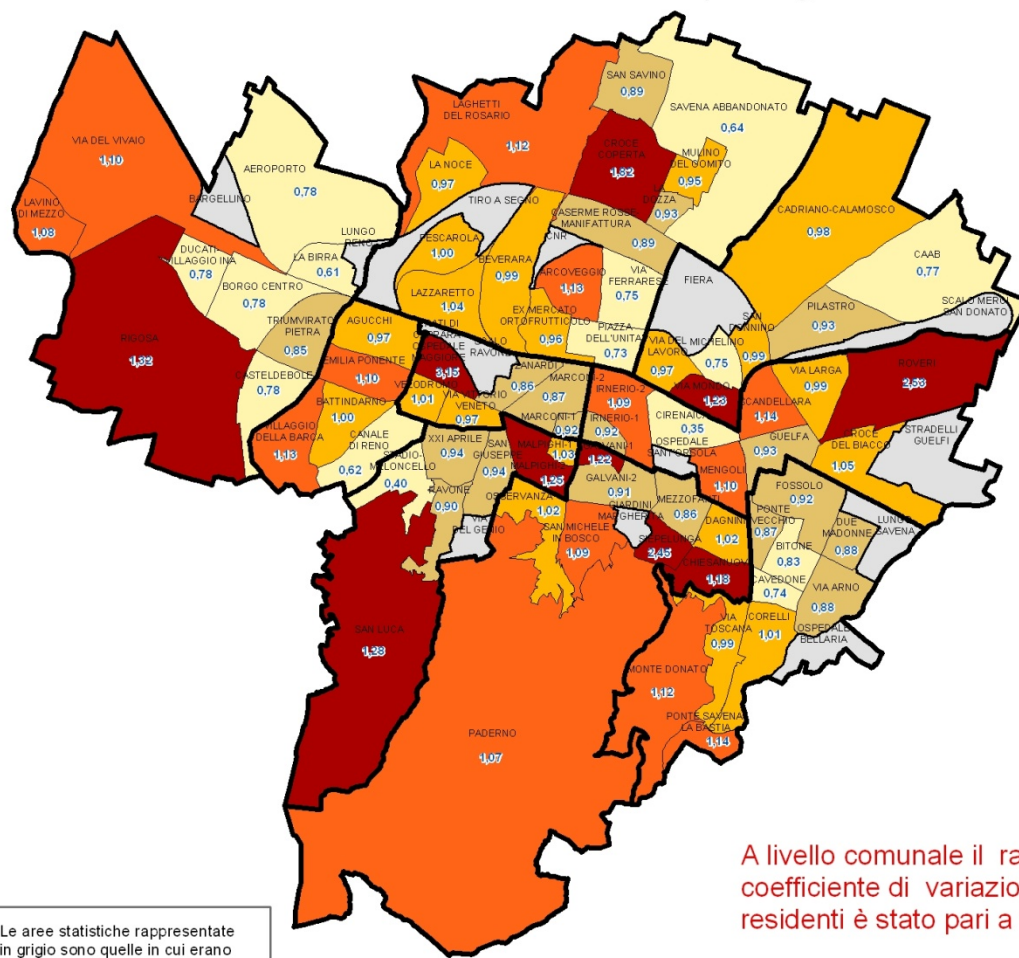 SAN SAVINO
0,89
SAVENA ABBANDONATO
0,64
LAGHETTI
DEL ROSARIO
1,12
VIA DEL VIVAIO
1,10
CROCE
COPERTA
1,32
MULINO
DEL GOMITO
0,95
AEROPORTO
0,78
LA NOCE
0,97
BARGELLINO
LAVINO
DI MEZZO
1,08
TIRO A SEGNO
LA DOZZA
0,93
CASERME ROSSE
MANIFATTURA
0,89
CADRIANO-CALAMOSCO
0,98
LUNGO
RENO
CNR
PESCAROLA
1,00
BEVERARA
0,99
DUCATI-
VILLAGGIO INA
0,78
LA BIRRA
0,61
ARCOVEGGIO
1,13
VIA
FERRARESE
0,75
FIERA
CAAB
0,77
BORGO CENTRO
0,78
LAZZARETTO
1,04
PILASTRO
0,93
SCALO MERCI
SAN DONATO
EX MERCATO
ORTOFRUTTICOLO
0,96
SAN
DONNINO
0,99
TRIUMVIRATO
PIETRA
0,85
AGUCCHI
0,97
PIAZZA
DELL'UNITA'
0,73
RIGOSA
1,32
PRATI DI
CAPRARA
OSPEDALE
MAGGIORE
3,15
SCALO
RAVONE
VIA DEL
LAVORO
0,97
MICHELINO
0,75
ROVERI
2,53
EMILIA PONENTE
1,10
ZANARDI
0,86
MARCONI-2
0,87
VIA LARGA
0,99
CASTELDEBOLE
0,78
VELODROMO
1,01
VIA VITTORIO
VENETO
0,97
IRNERIO-2
1,09
VIA MONDO
1,23
SCANDELLARA
1,14
BATTINDARNO
1,00
MARCONI-1
0,92
IRNERIO-1
0,92
CIRENAICA
0,35
STRADELLI
GUELFI
VILLAGGIO
DELLA BARCA
1,13
CANALE
DI RENO
0,62
XXI APRILE
0,94
SAN
GIUSEPPE
0,94
MALPIGHI-1
1,03
GALVANI-1
1,22
OSPEDALE
SANT'ORSOLA
GUELFA
0,93
CROCE
DEL BIACCO
1,05
STADIO-
MELONCELLO
0,40
MALPIGHI-2
1,25
MENGOLI
1,10
GALVANI-2
0,91
FOSSOLO
0,92
RAVONE
0,90
OSSERVANZA
1,02
GIARDINI
MARGHERITA
MEZZOFANTI
0,86
PONTE
VECCHIO
0,87
DUE
MADONNE
0,88
LUNGO
SAVENA
VIA
DEL GENIO
SAN MICHELE
IN BOSCO
1,09
DAGNINI
1,02
BITONE
0,83
SIEPELUNGA
2,45
CHIESANUOVA
1,18
CAVEDONE
0,74
VIA ARNO
0,88
SAN LUCA
1,28
VIA
TOSCANA
0,99
CORELLI
1,01
OSPEDALE
BELLARIA
MONTE DONATO
1,12
PONTE SAVENA
LA BASTIA
1,14
PADERNO
1,07
A livello comunale il ra
coefficiente di variazio
residenti è stato pari a
Le aree statistiche rappresentate
in grigio sono quelle in cui erano